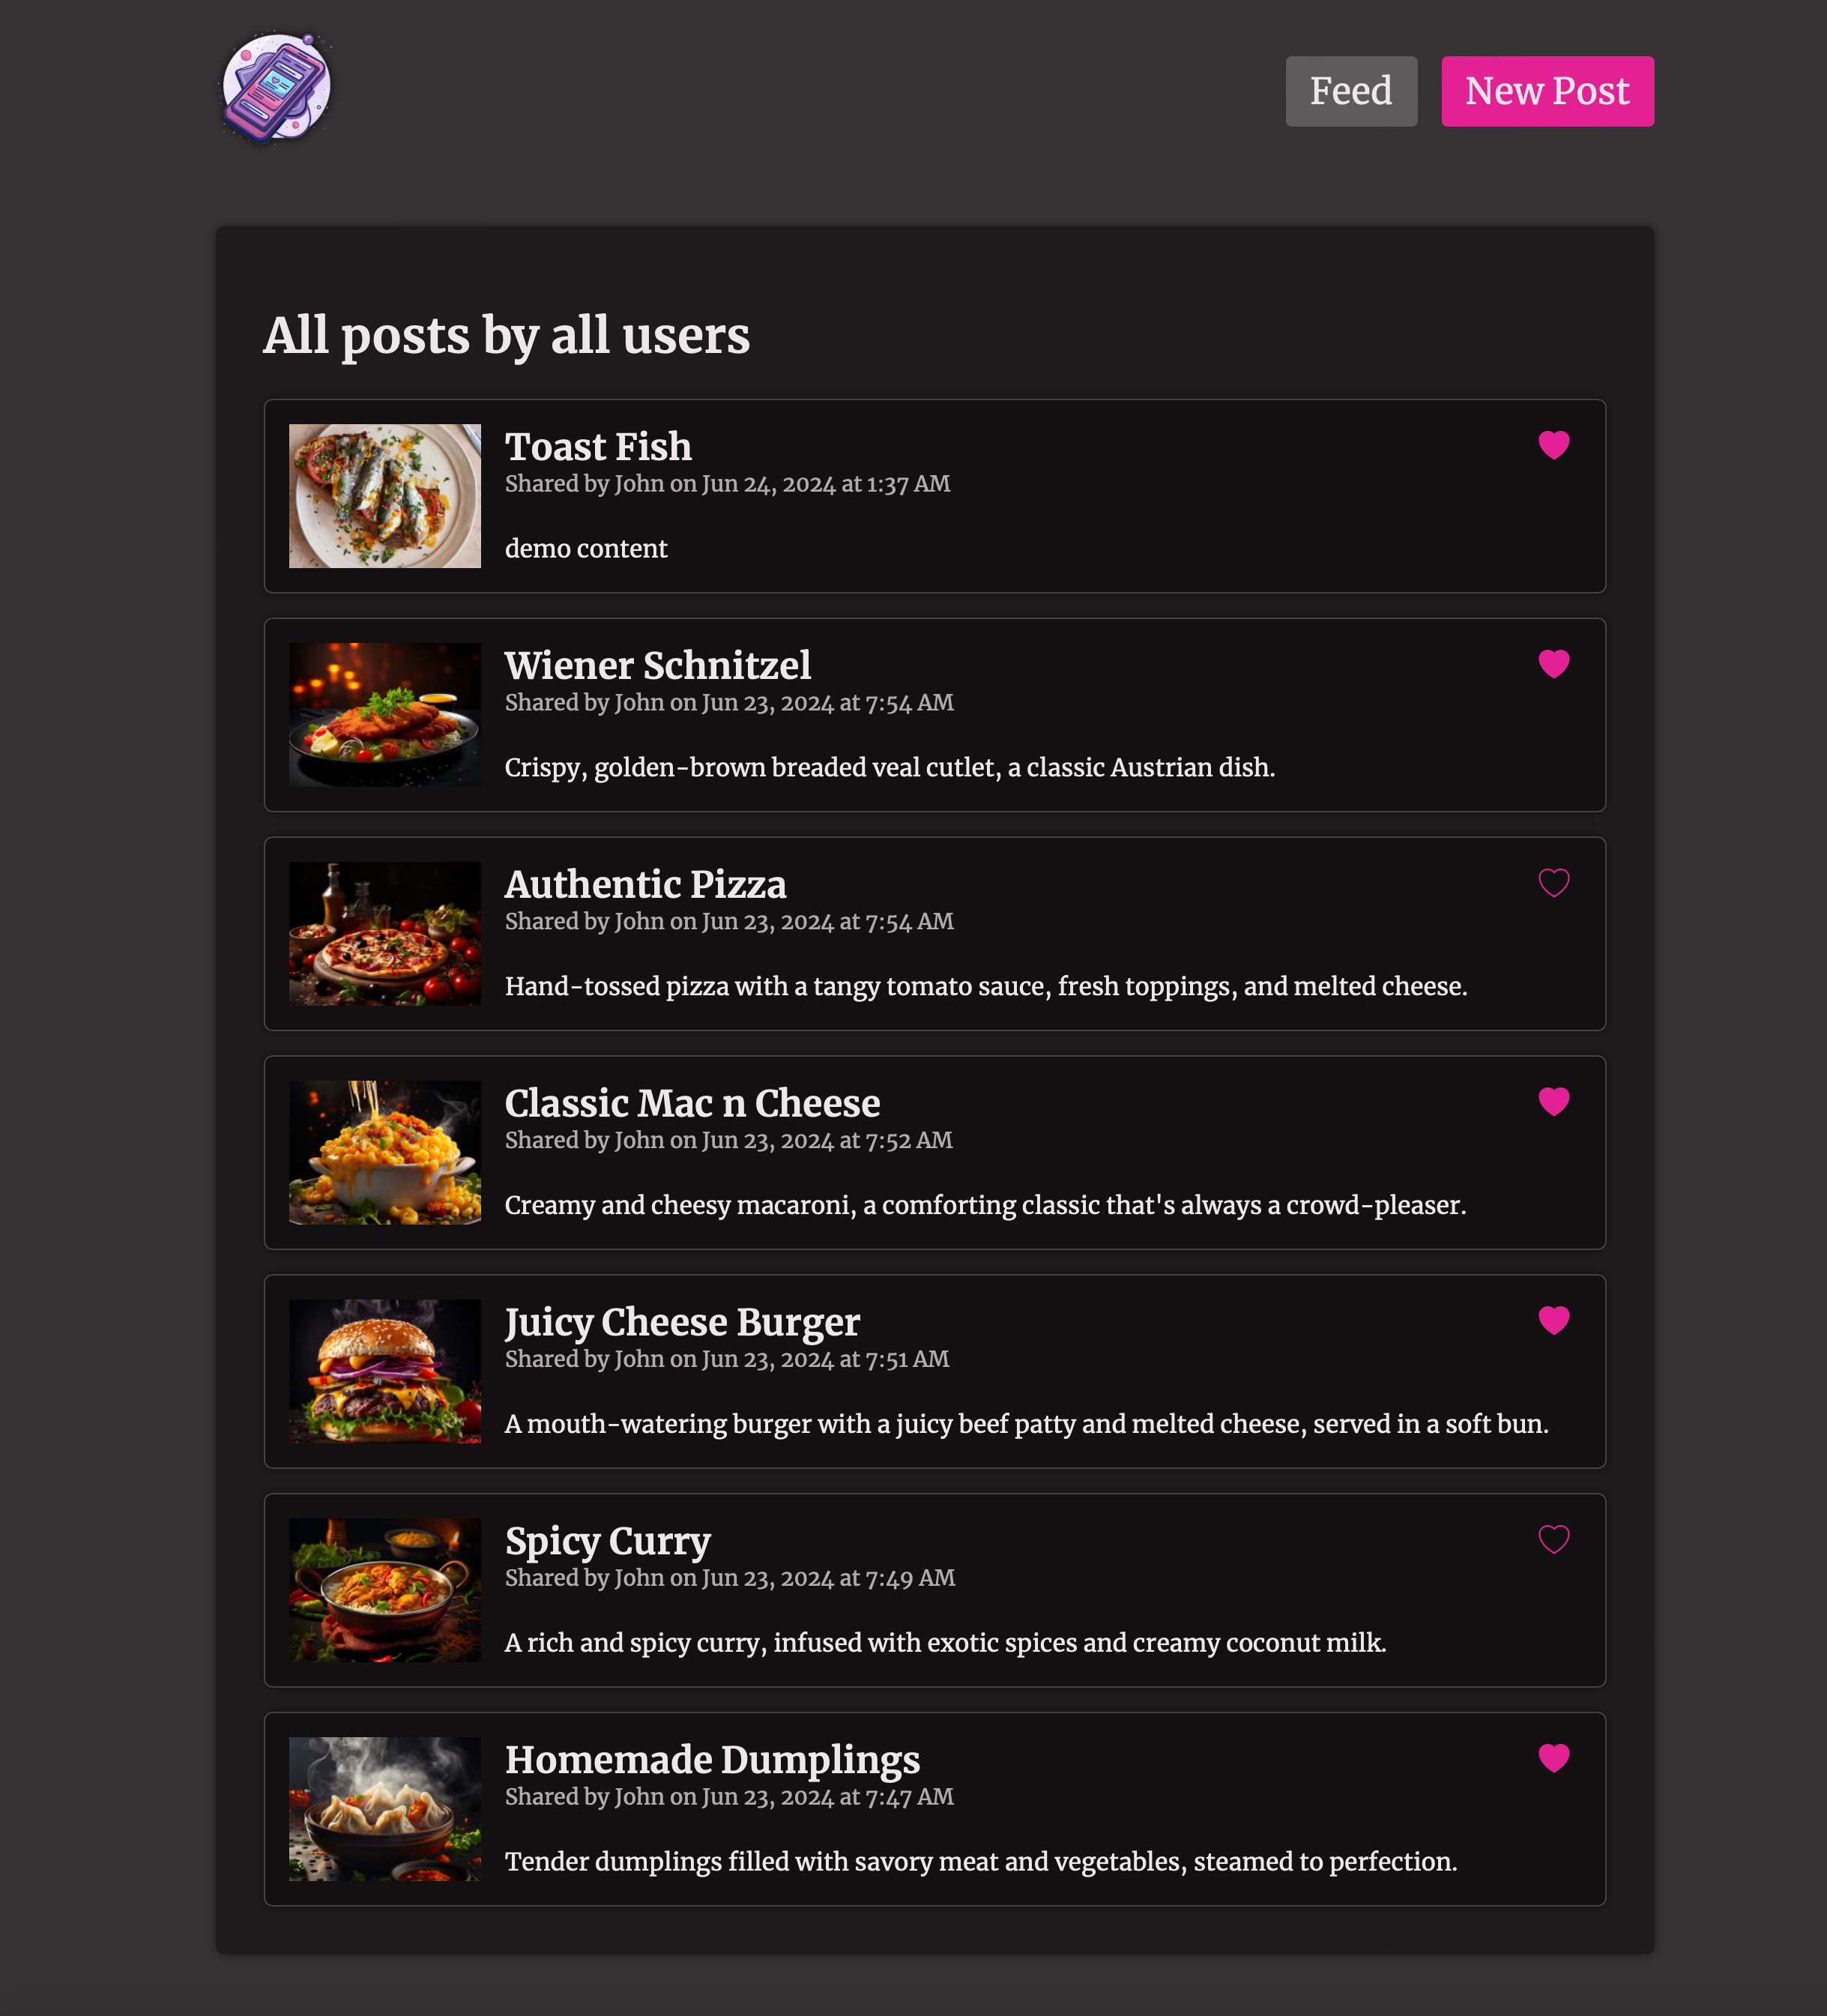 Feed
New Post
All posts by all users
Toast Fish
Shared by John on Jun 24, 2024 at 1:37 AM
demo content
Wiener Schnitzel
Shared by John on Jun 23, 2024 at 7:54 AM
Crispy, golden-brown breaded veal cutlet, a classic Austrian dish.
Authentic Pizza
Shared by John on Jun 23, 2024 at 7:54 AM
Hand-tossed pizza with a tangy tomato sauce, fresh toppings, and melted cheese.
Classic Mac n Cheese
Shared by John on Jun 23, 2024 at 7:52 AM
Creamy and cheesy macaroni, a comforting classic that's always a crowd-pleaser.
Juicy Cheese Burger
Shared by John on Jun 23, 2024 at 7:51 AM
A mouth-watering burger with a juicy beef patty and melted cheese, served in a soft bun.
Spicy Curry
Shared by John on Jun 23, 2024 at 7:49 AM
A rich and spicy curry, infused with exotic spices and creamy coconut milk.
Homemade Dumplings
Shared by John on Jun 23, 2024 at 7:47 AM
Tender dumplings filled with savory meat and vegetables, steamed to perfection.